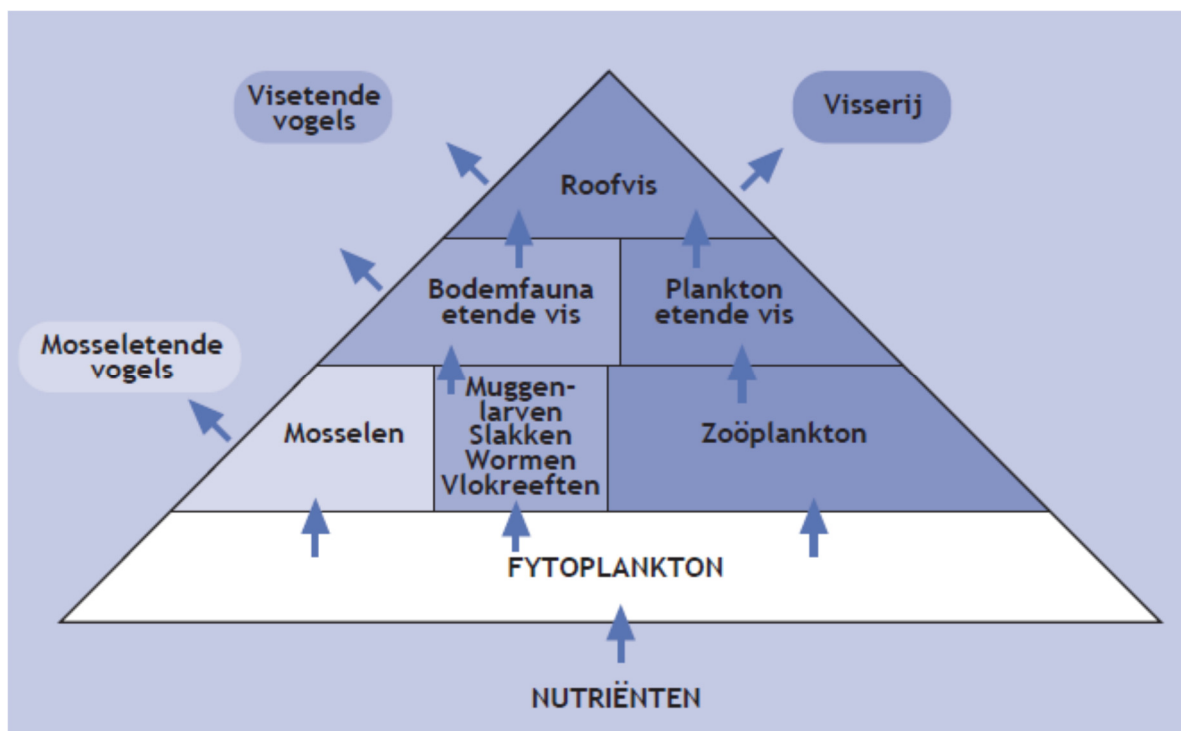 Visetende
vogels
Visserij
Roofvis
Bodemfauna
etende vis
Plankton
etende vis
Mosseletende
vogels
Mosselen
Muggen-
larven
Slakken
Wormen
Vlokreeften
Zoöplankton
FYTOPLANKTON
NUTRIËNTEN